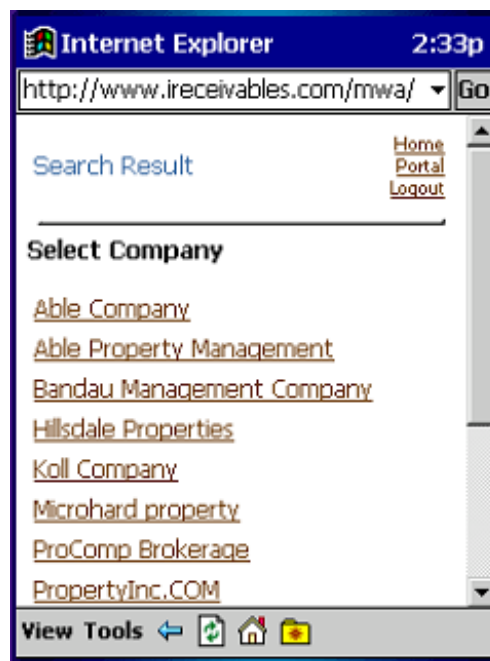 Internet Explorer 2:33p
http://www.ireceivables.com/mwa/ Go
Search Result
Home
Portal
Logout
Select Company
Able Company
Able Property Management
Bandau Management Company
Hillsdale Properties
Koll Company
Microhard property
ProComp Brokerage
PropertyInc.COM
View Tools